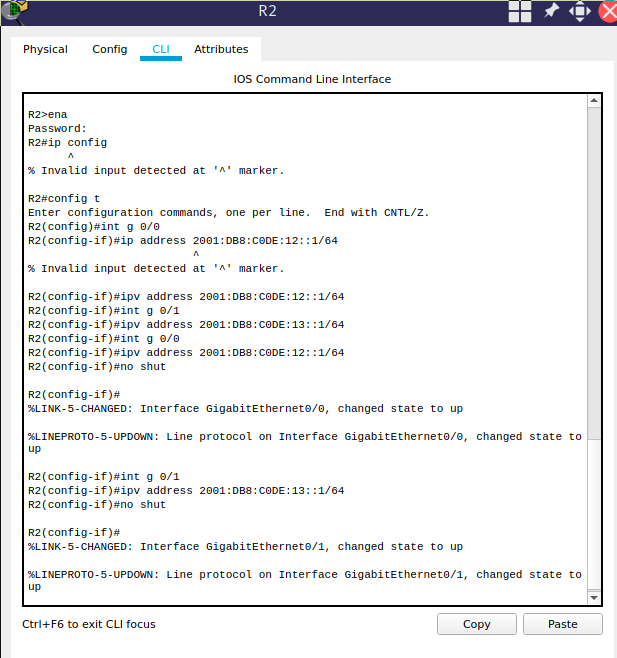 R2
Physical Config CLI Attributes
IOS Command Line Interface
R2>ena
Password:
R2#ip config
^
% Invalid input detected at '^' marker.
R2#config t
Enter configuration commands, one per line.  End with CNTL/Z.
R2(config)#int g 0/0
R2(config-if)#ip address 2001:DB8:C0DE:12::1/64
^
% Invalid input detected at '^' marker.
R2(config-if)#ipv address 2001:DB8:C0DE:12::1/64
R2(config-if)#int g 0/1
R2(config-if)#ipv address 2001:DB8:C0DE:13::1/64
R2(config-if)#int g 0/0
R2(config-if)#ipv address 2001:DB8:C0DE:12::1/64
R2(config-if)#no shut
R2(config-if)#
%LINK-5-CHANGED: Interface GigabitEthernet0/0, changed state to up
%LINEPROTO-5-UPDOWN: Line protocol on Interface GigabitEthernet0/0, changed state to
up
R2(config-if)#int g 0/1
R2(config-if)#ipv address 2001:DB8:C0DE:13::1/64
R2(config-if)#no shut
R2(config-if)#
%LINK-5-CHANGED: Interface GigabitEthernet0/1, changed state to up
%LINEPROTO-5-UPDOWN: Line protocol on Interface GigabitEthernet0/1, changed state to
up
Ctrl+F6 to exit CLI focus Copy Paste